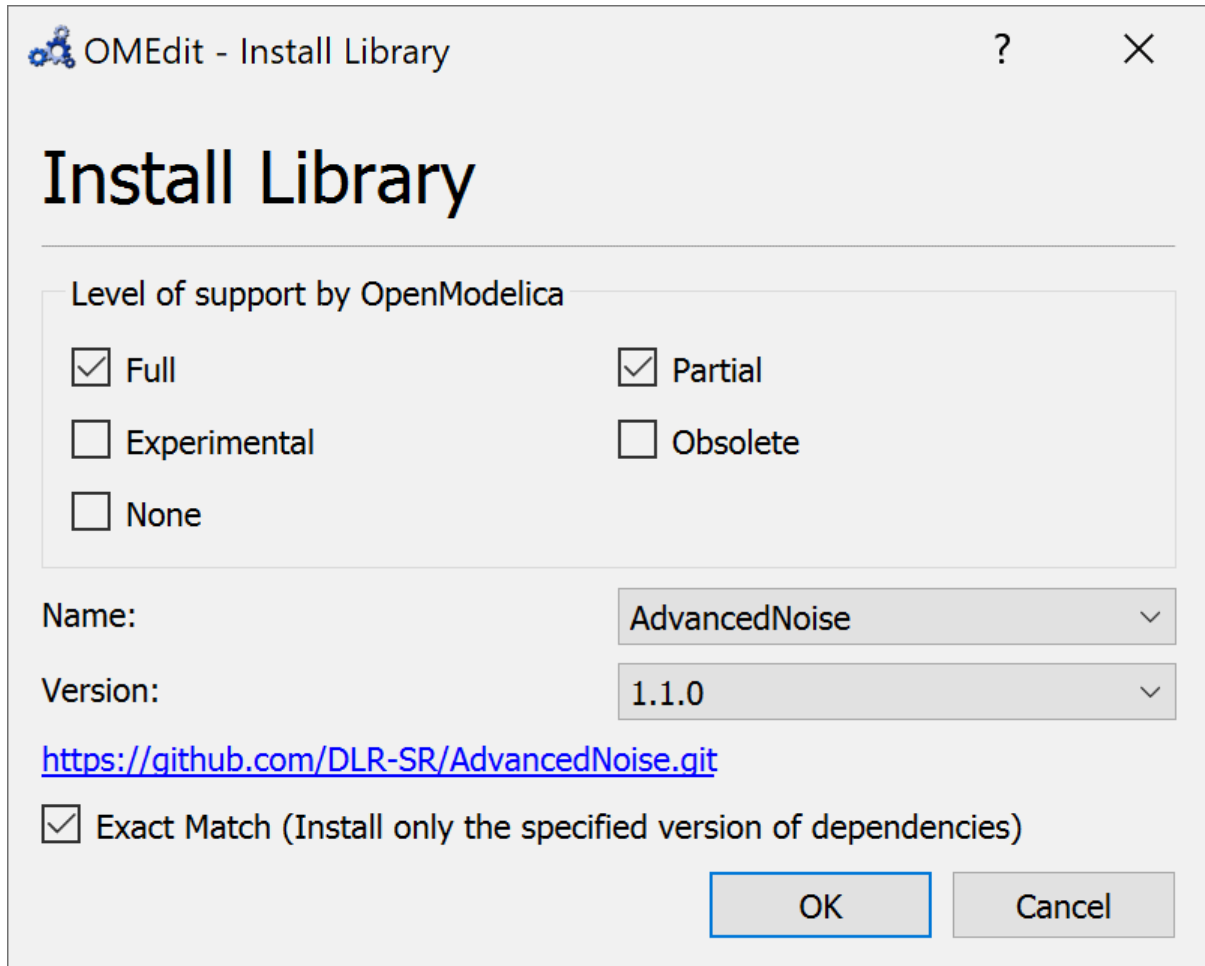 OMEdit - Install Library
?
Install Library
Level of support by OpenModelica
Full
Partial
Experimental
Obsolete
None
Name:
AdvancedNoise
Version:
1.1.0
https://github.com/DLR-SR/AdvancedNoise.git
Exact Match (Install only the specified version of dependencies)
OK
Cancel